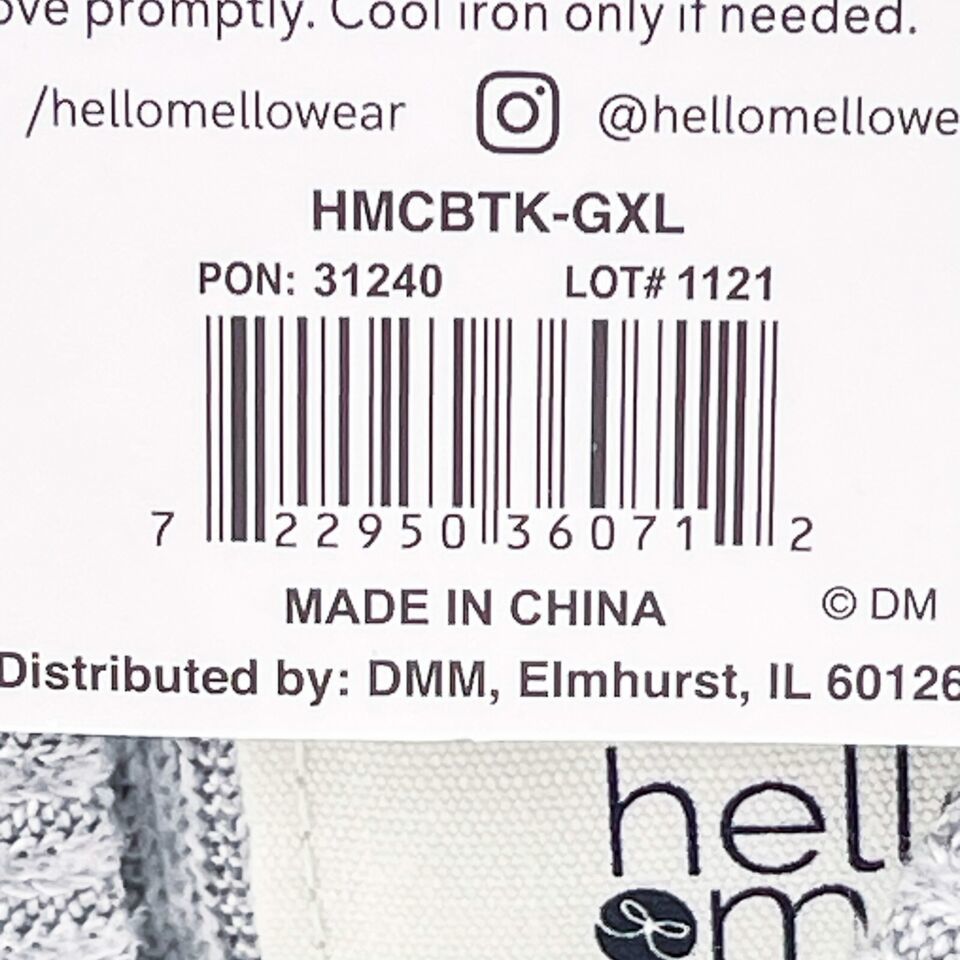 ove promptly. Cool iron only if needed.
/hellomellowear @hellomellowe
HMCBTK-GXL
PON: 31240 LOT# 1121
7 22950 36071 2
MADE IN CHINA © DM
Distributed by: DMM, Elmhurst, IL 60126
hell
om